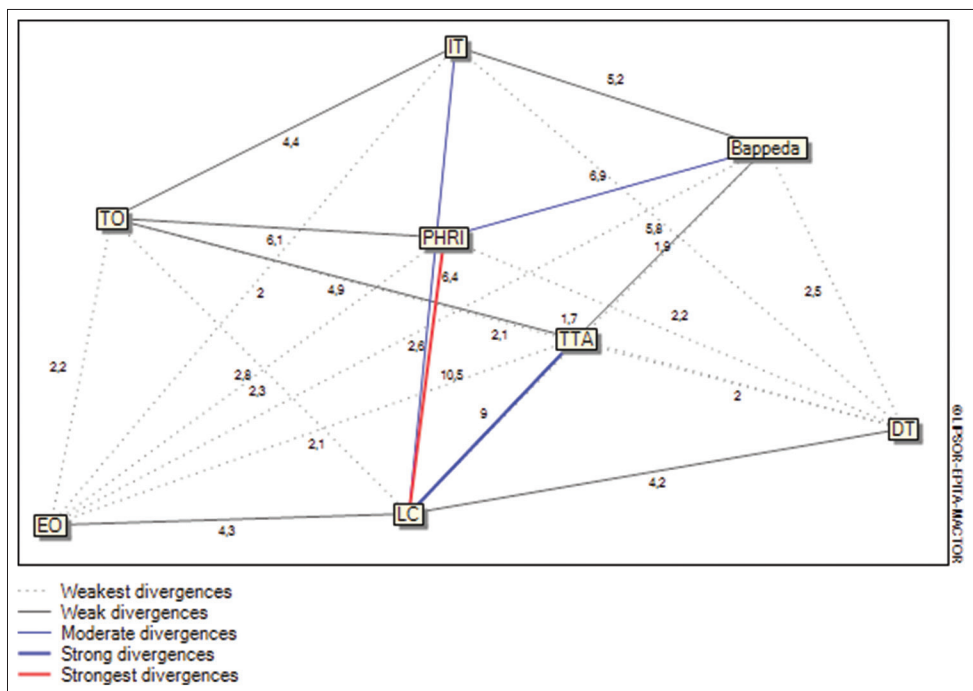 IT
5,2
Bappeda
4,4
6,9
TO
5,8
PHRI
6,1
1,9
6,4
4,9
2
2,5
1,7
2,2
2,1
TTA
2,6
2,2
2,8
10,5
2,3
2
9
DT
2,1
4,2
LC
EO
4,3
©LIPSOR-EPITA-MACTOR
Weakest divergences
Weak divergences
Moderate divergences
Strong divergences
Strongest divergences